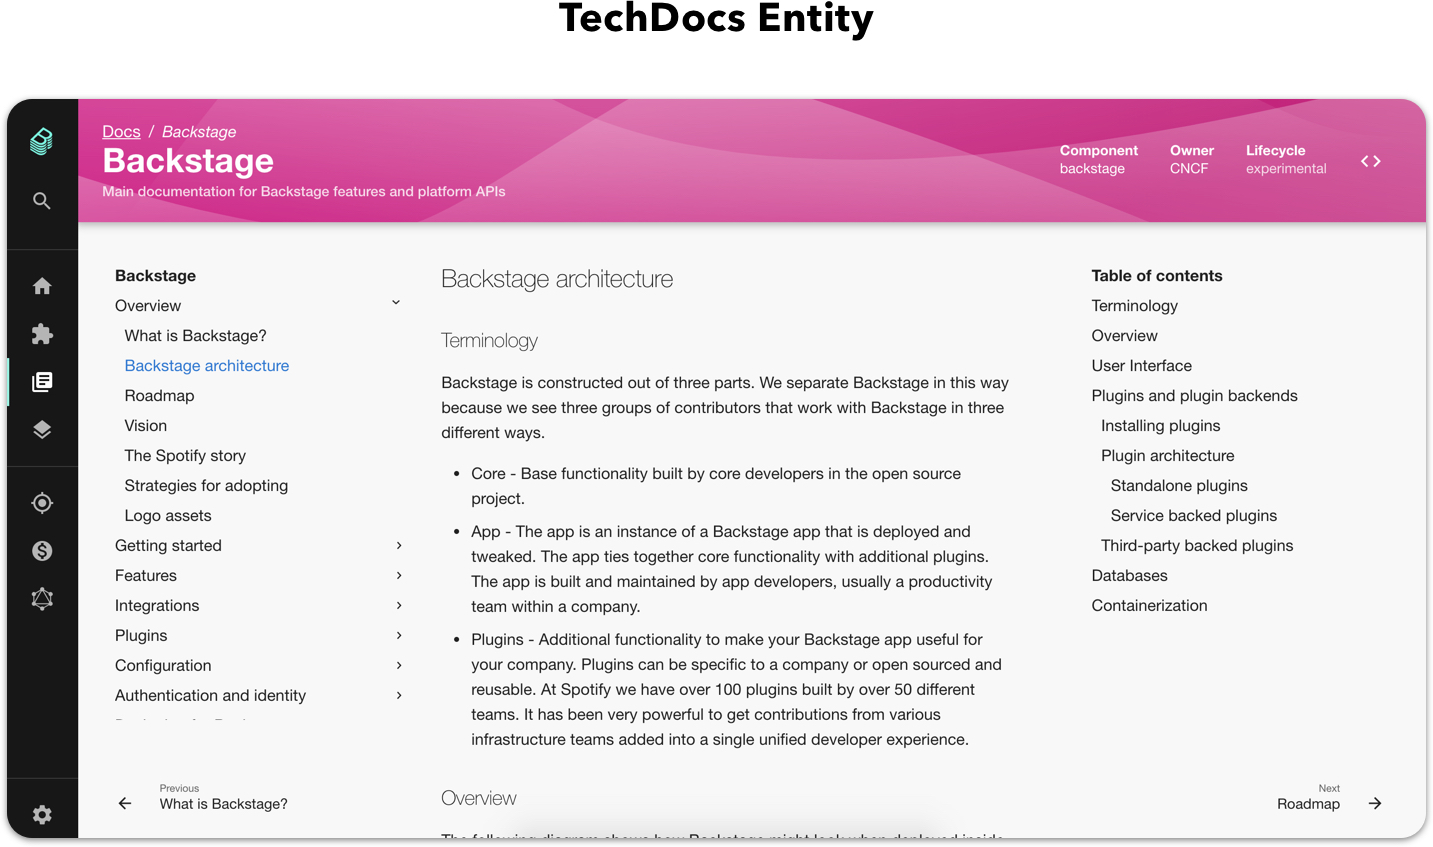 TechDocs Entity
Docs / Backstage
Backstage
Main documentation for Backstage features and platform APIs
Component
backstage
Owner
CNCF
Lifecycle
experimental
Backstage
Overview
What is Backstage?
Backstage architecture
Roadmap
Vision
The Spotify story
Strategies for adopting
Logo assets
Getting started
Features
Integrations
Plugins
Configuration
Authentication and identity
Previous
What is Backstage?
Backstage architecture
Terminology
Backstage is constructed out of three parts. We separate Backstage in this way
because we see three groups of contributors that work with Backstage in three
different ways.
• Core - Base functionality built by core developers in the open source
project.
• App - The app is an instance of a Backstage app that is deployed and
tweaked. The app ties together core functionality with additional plugins.
The app is built and maintained by app developers, usually a productivity
team within a company.
• Plugins - Additional functionality to make your Backstage app useful for
your company. Plugins can be specific to a company or open sourced and
reusable. At Spotify we have over 100 plugins built by over 50 different
teams. It has been very powerful to get contributions from various
infrastructure teams added into a single unified developer experience.
Overview
The following diagram shows how Backstage might look when deployed inside
Table of contents
Terminology
Overview
User Interface
Plugins and plugin backends
Installing plugins
Plugin architecture
Standalone plugins
Service backed plugins
Third-party backed plugins
Databases
Containerization
Next
Roadmap